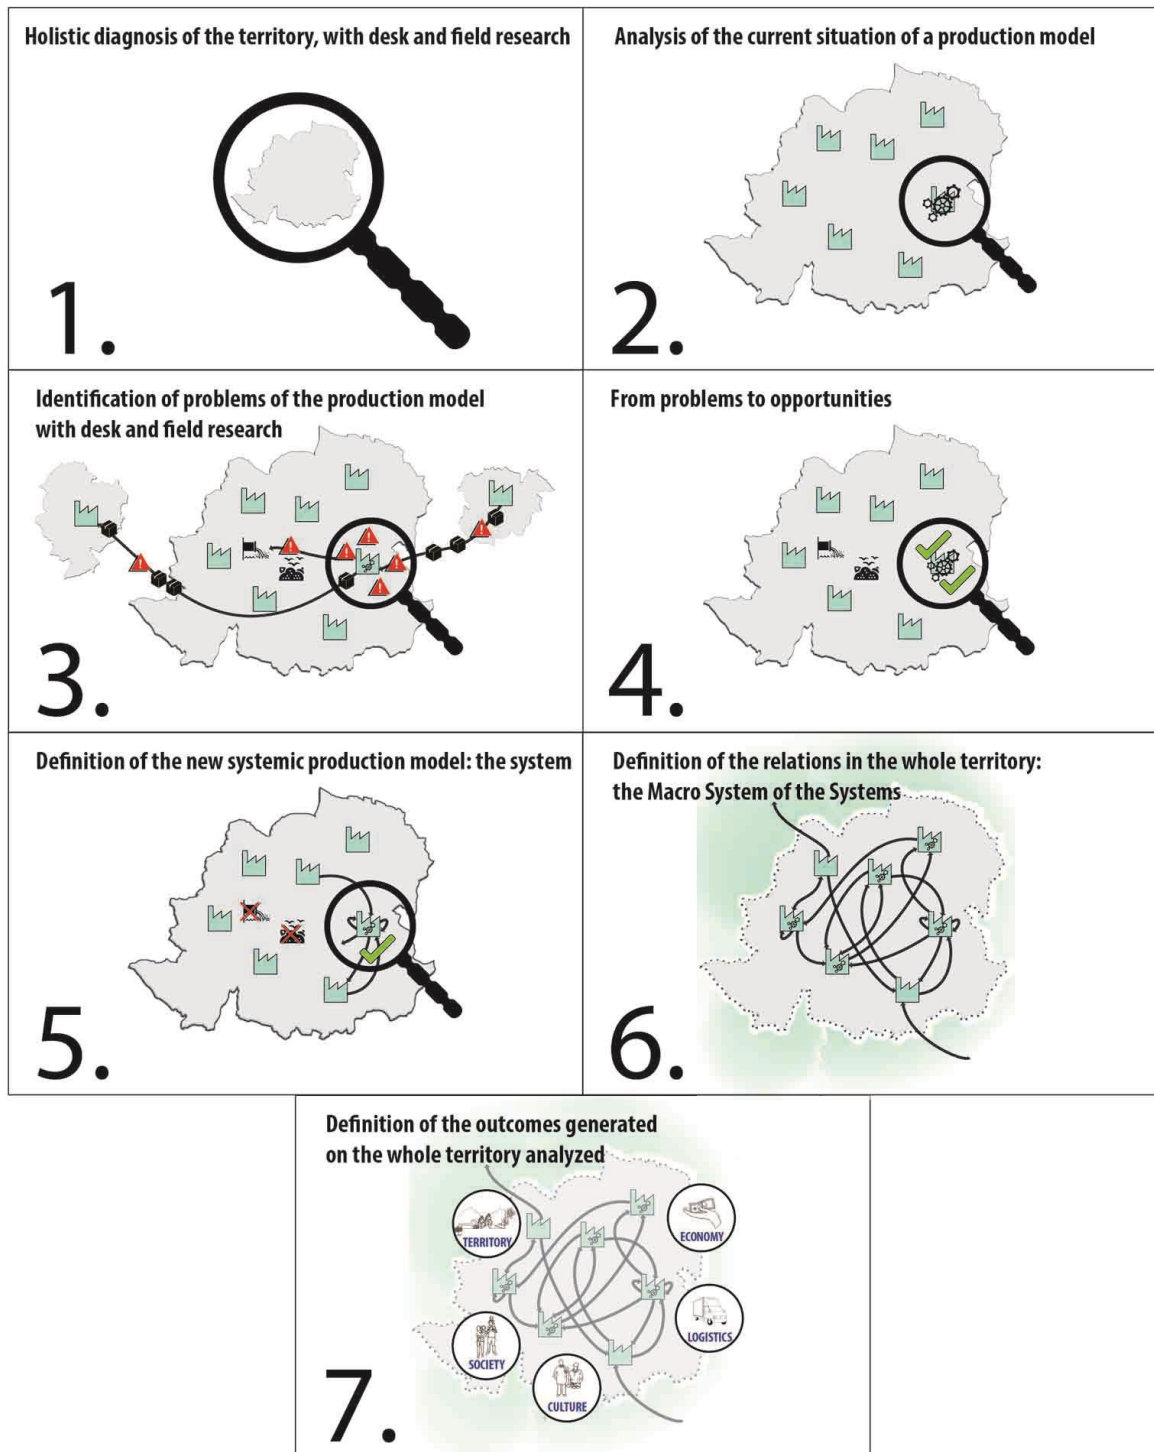 Holistic diagnosis of the territory, with desk and field research
1.
Analysis of the current situation of a production model
2.
Identification of problems of the production model
with desk and field research
3.
From problems to opportunities
4.
Definition of the new systemic production model: the system
5.
Definition of the relations in the whole territory:
the Macro System of the Systems
6.
Definition of the outcomes generated
on the whole territory analyzed
TERRITORY
ECONOMY
LOGISTICS
SOCIETY
CULTURE
7.